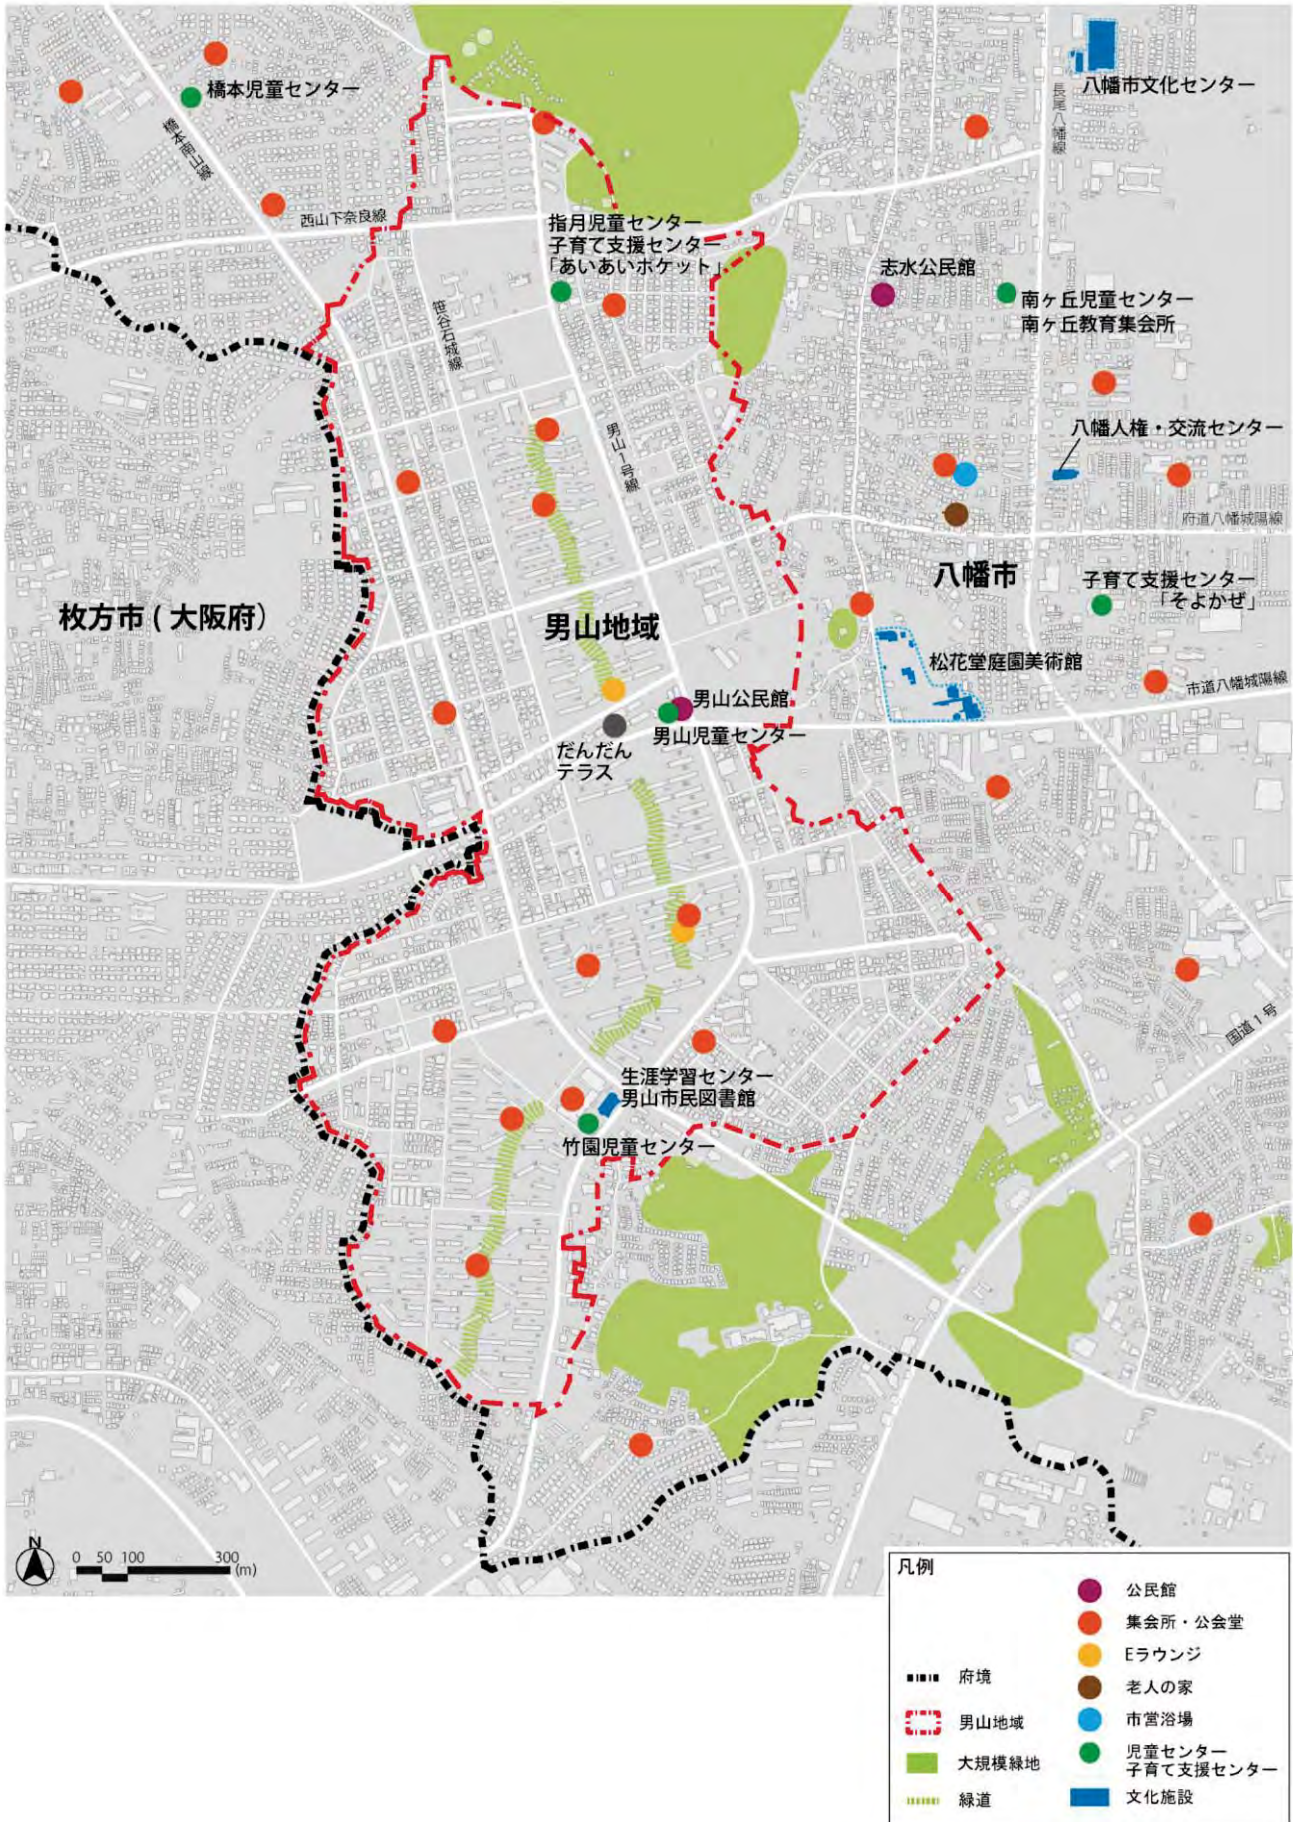 橋本児童センター
橋本南山線
西山下奈良線
八幡市文化センター
長尾八幡線
指月児童センター
子育て支援センター
「あいあいポケット」
志水公民館
南ヶ丘児童センター
南ヶ丘教育集会所
笹谷石城線
男山1号線
八幡人権・交流センター
府道八幡城陽線
八幡市
子育て支援センター
「そよかぜ」
枚方市(大阪府)
男山地域
松花堂庭園美術館
市道八幡城陽線
男山公民館
男山児童センター
だんだん
テラス
国道1号
生涯学習センター
男山市民図書館
竹園児童センター
N
0 50 100 300
(m)
凡例
府境
男山地域
大規模緑地
緑道
公民館
集会所・公会堂
Eラウンジ
老人の家
市営浴場
児童センター
子育て支援センター
文化施設